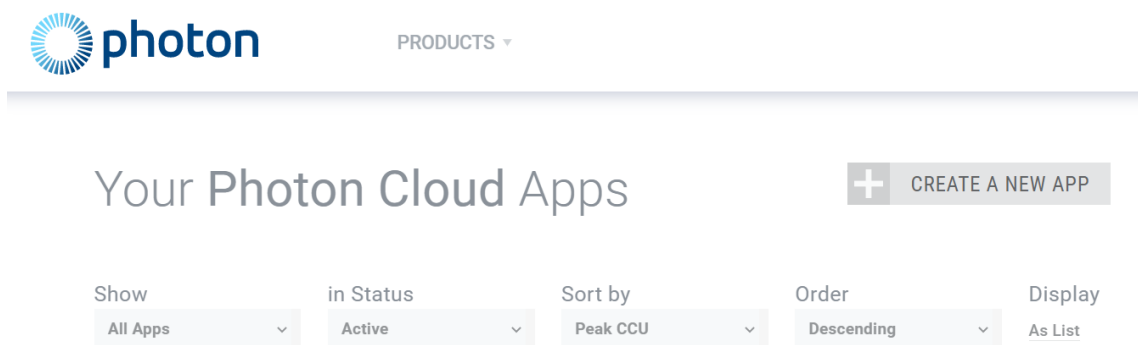 photon
PRODUCTS
Your Photon Cloud Apps
CREATE A NEW APP
Show in Status Sort by Order Display
All Apps Active Peak CCU Descending As List